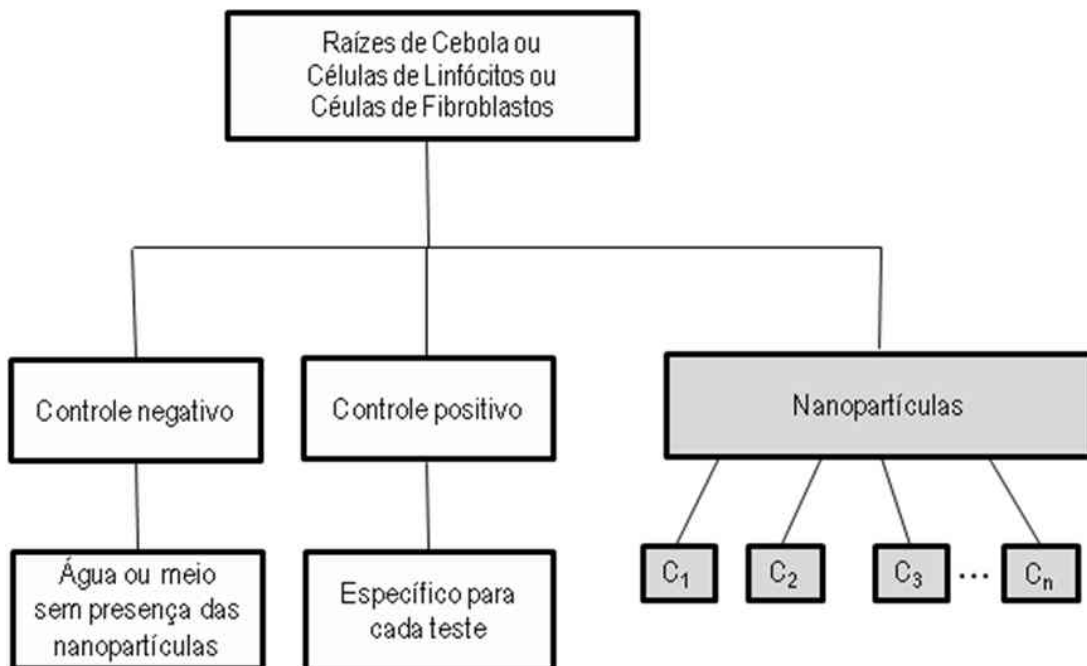 Raízes de Cebola ou
Células de Linfócitos ou
Céulas de Fibroblastos
Controle negativo
Controle positivo
Nanopartículas
Água ou meio
sem presença das
nanopartículas
Específico para
cada teste
C₁
C₂
C₃
...
Cₙ